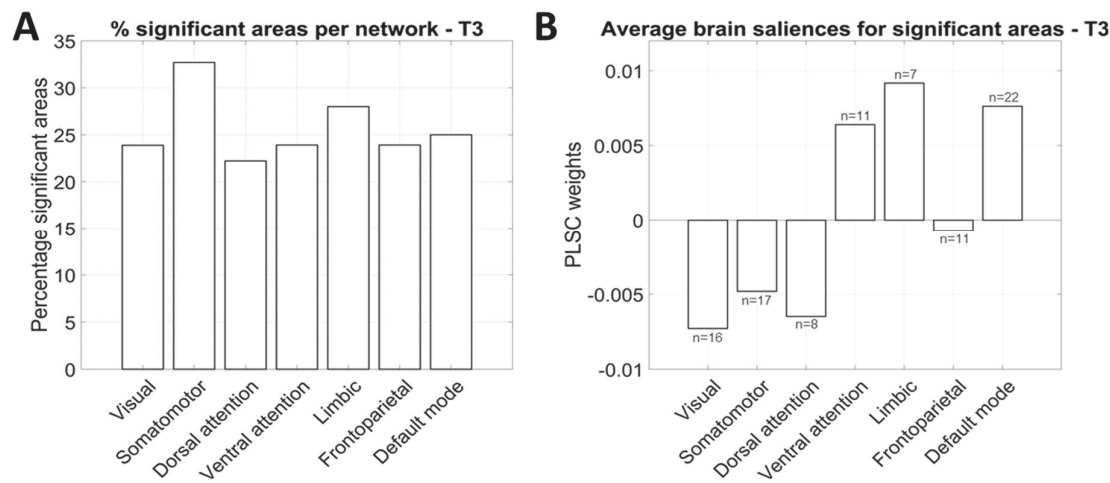 A
% significant areas per network - T3
Percentage significant areas
35
30
25
20
15
10
5
0
Visual
Somatomotor
Dorsal attention
Ventral attention
Limbic
Frontoparietal
Default mode
B
Average brain saliences for significant areas - T3
PLSC weights
0.01
0.005
0
-0.005
-0.01
n=16
n=17
n=8
n=11
n=7
n=11
n=22
Visual
Somatomotor
Dorsal attention
Ventral attention
Limbic
Frontoparietal
Default mode